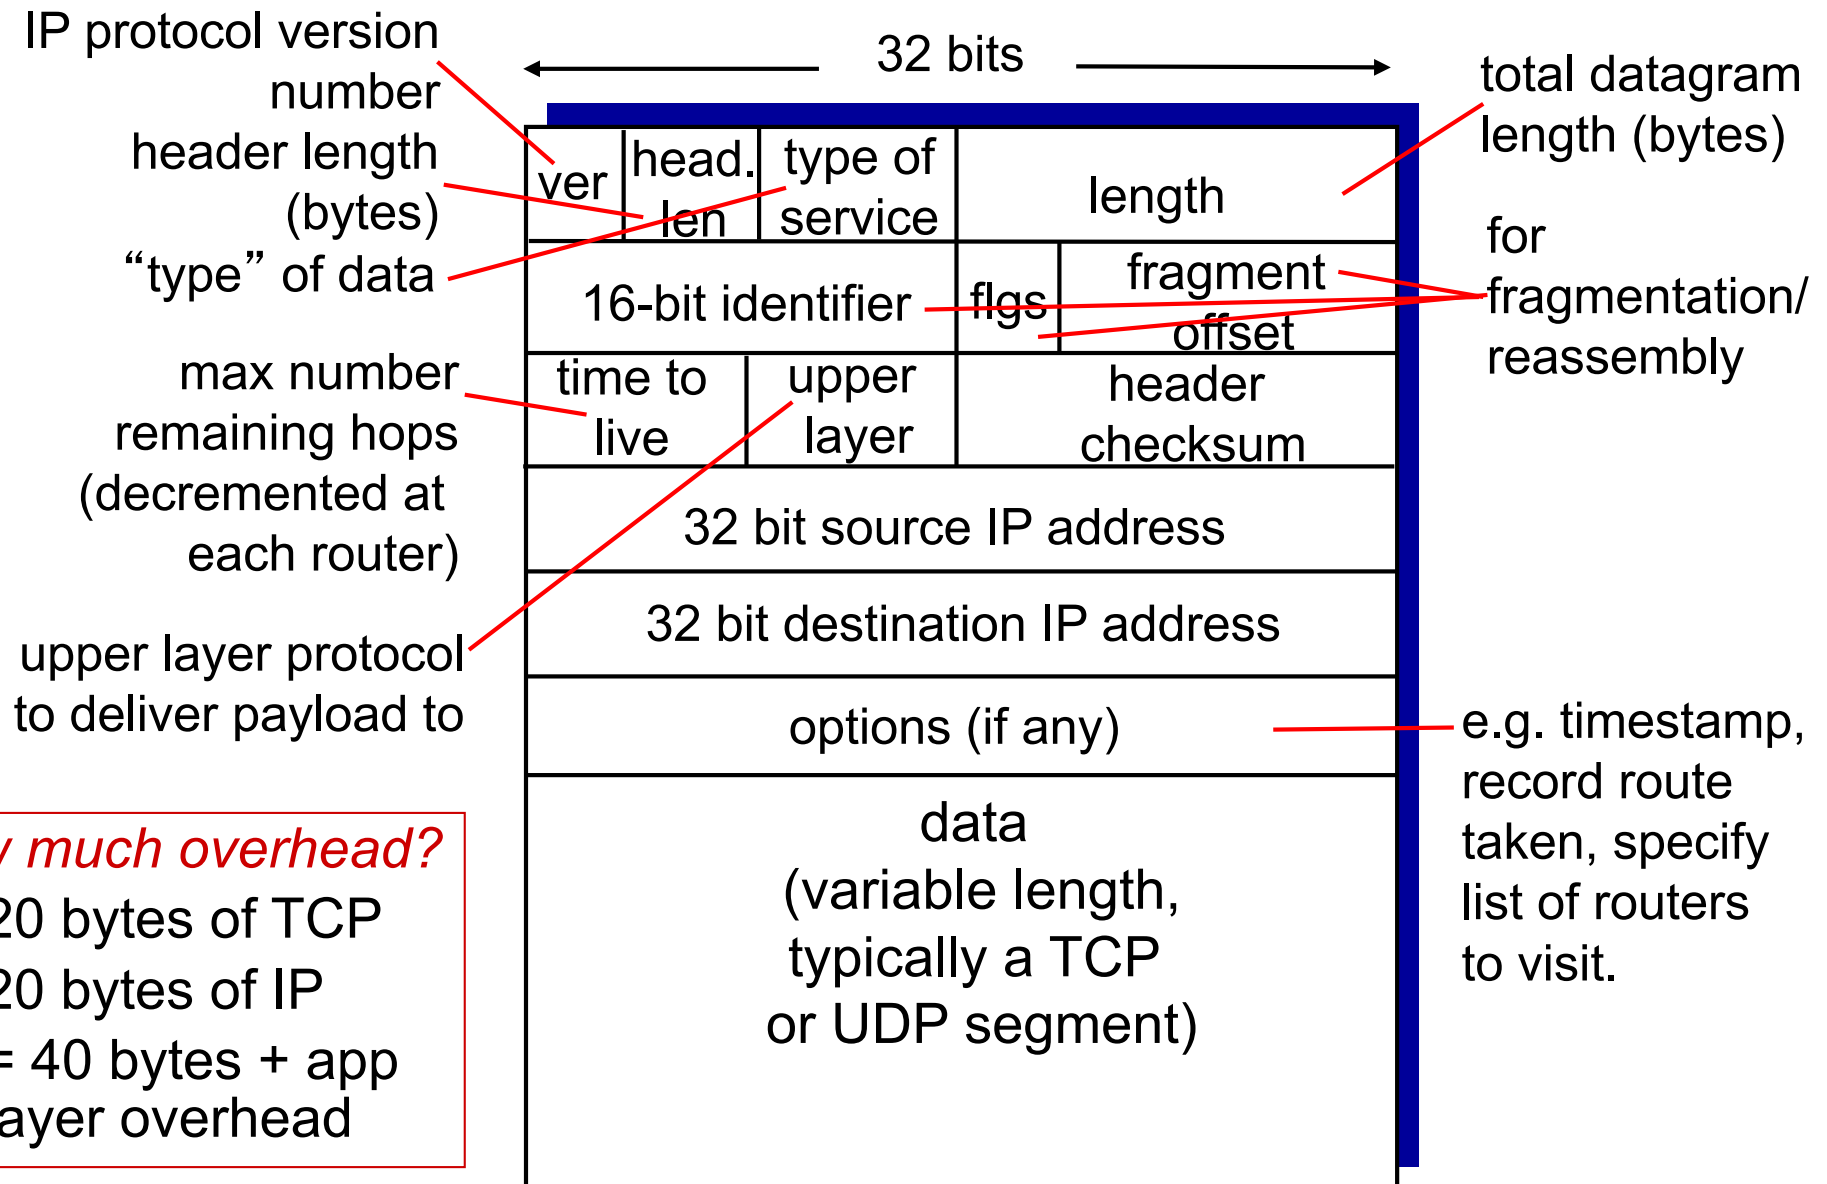 IP protocol version
number
header length
(bytes)
“type” of data
max number
remaining hops
(decremented at
each router)
upper layer protocol
to deliver payload to
much overhead?
20 bytes of TCP
20 bytes of IP
= 40 bytes + app
overhead
32 bits
ver
head.
len
type of
service
length
16-bit identifier
flgs
fragment
offset
time to
live
upper
layer
header
checksum
32 bit source IP address
32 bit destination IP address
options (if any)
data
(variable length,
typically a TCP
or UDP segment)
total datagram
length (bytes)
for
fragmentation/
reassembly
e.g. timestamp,
record route
taken, specify
list of routers
to visit.